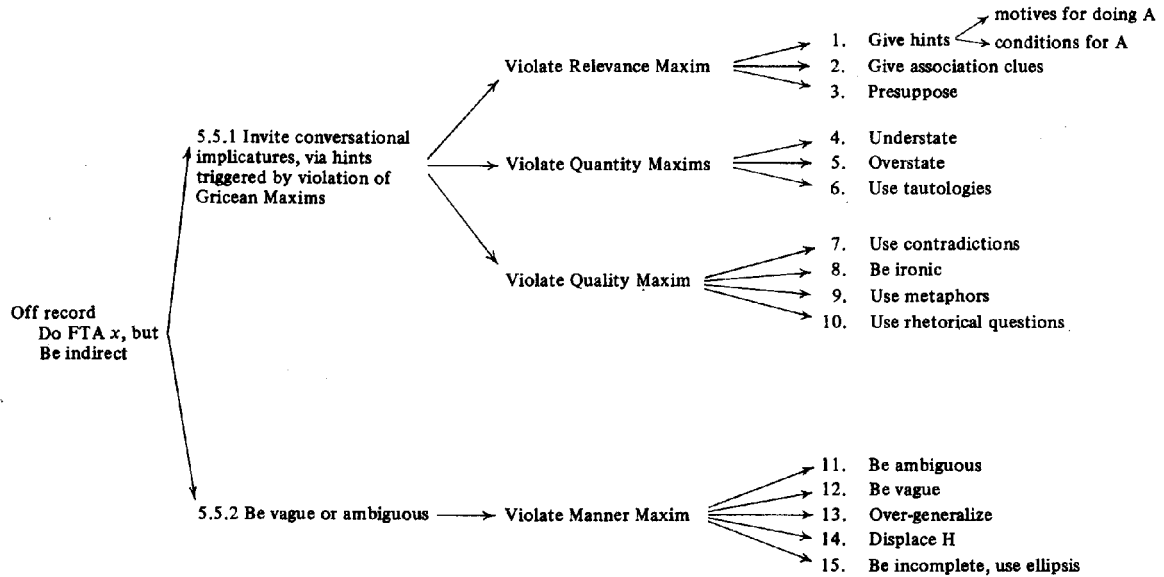 motives for doing A
1. Give hints
conditions for A
Violate Relevance Maxim
2. Give association clues
3. Presuppose
5.5.1 Invite conversational
implicatures, via hints
triggered by violation of
Gricean Maxims
4. Understate
Violate Quantity Maxims
5. Overstate
6. Use tautologies
7. Use contradictions
Violate Quality Maxim
8. Be ironic
9. Use metaphors
10. Use rhetorical questions
Off record
Do FTA x, but
Be indirect
11. Be ambiguous
12. Be vague
5.5.2 Be vague or ambiguous
Violate Manner Maxim
13. Over-generalize
14. Displace H
15. Be incomplete, use ellipsis